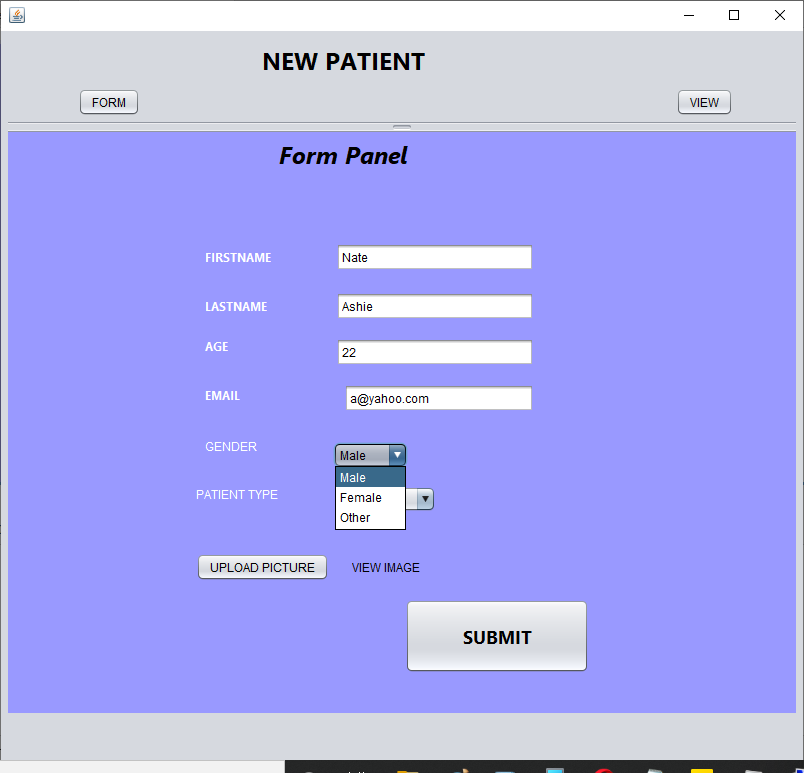 NEW PATIENT
FORM VIEW
Form Panel
FIRSTNAME Nate
LASTNAME Ashie
AGE 22
EMAIL a@yahoo.com
GENDER Male
Male
PATIENT TYPE Female
Other
UPLOAD PICTURE VIEW IMAGE
SUBMIT